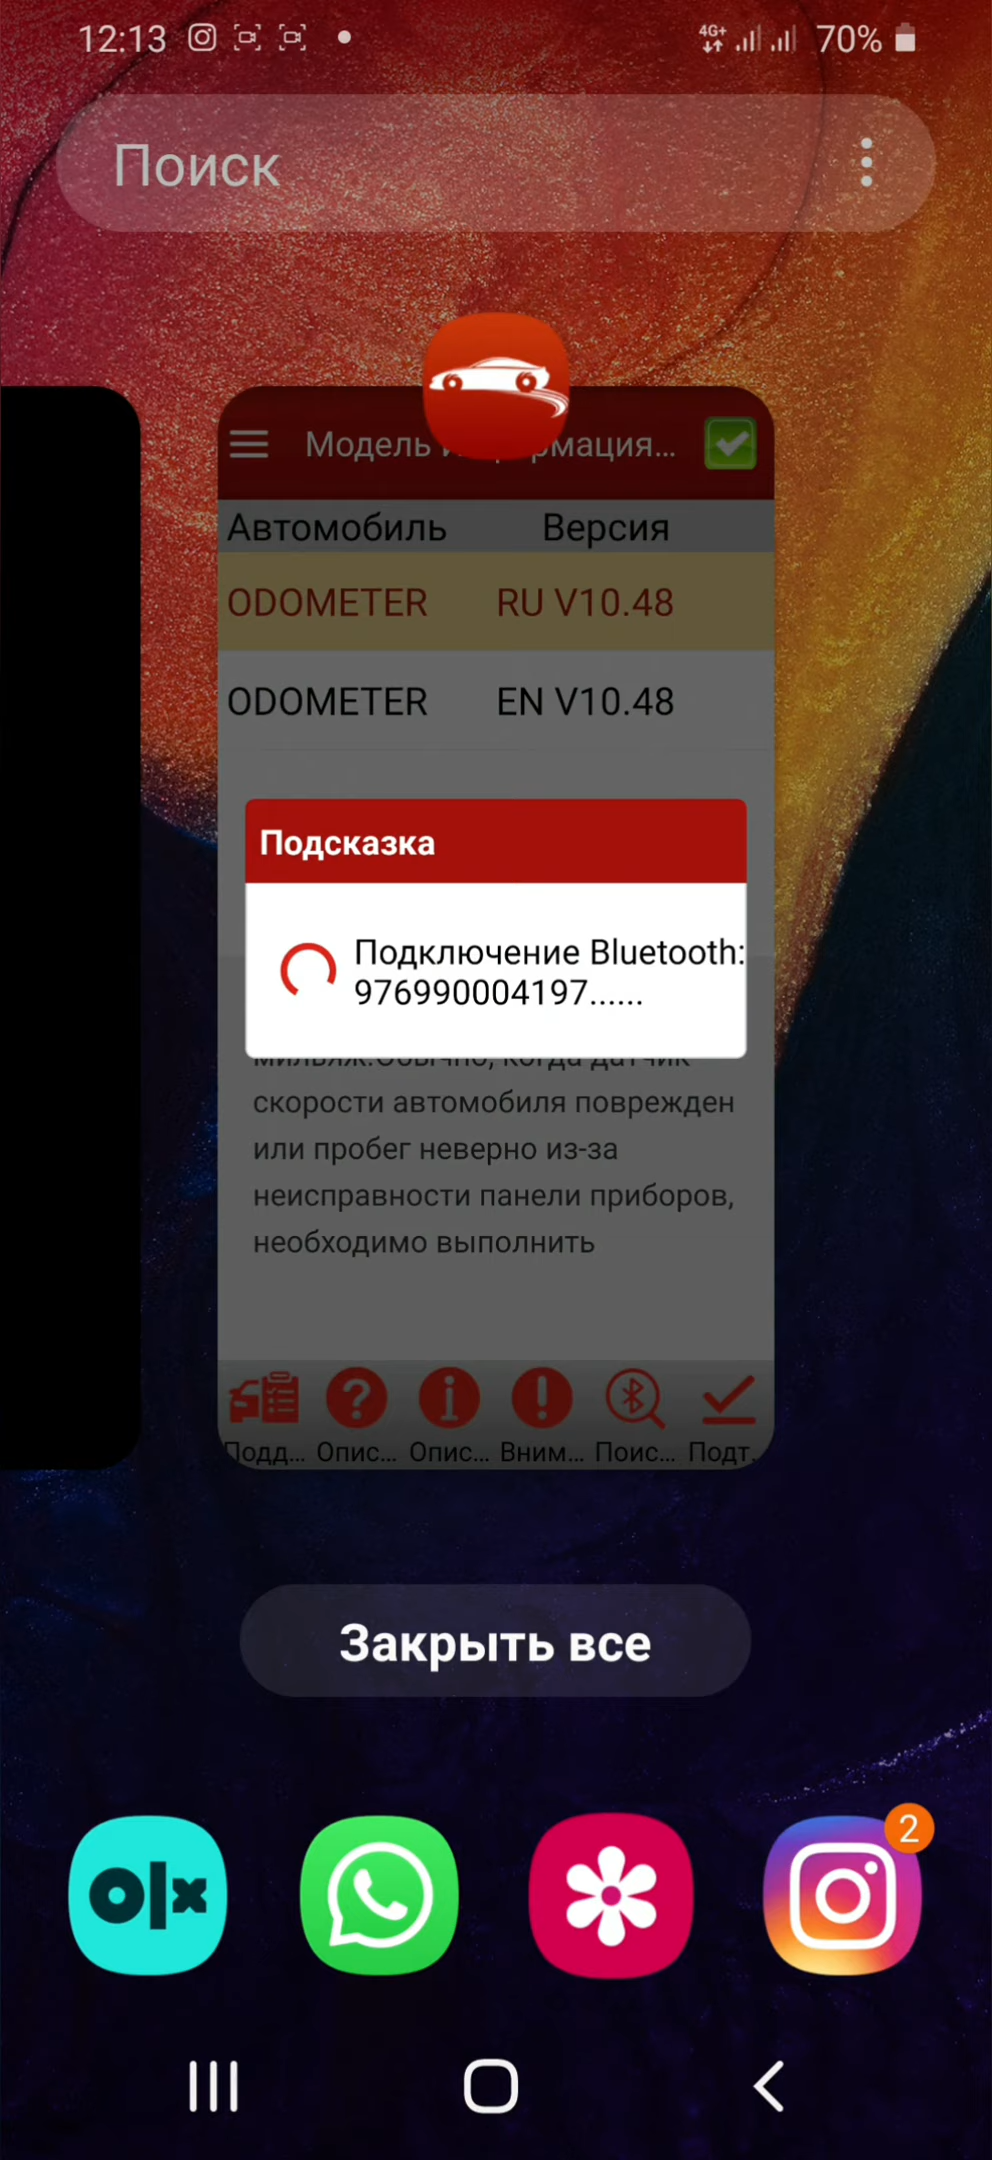 12:13
4G+
70%
Поиск
Модель
рмация...
Автомобиль Версия
ODOMETER RU V10.48
ODOMETER EN V10.48
Подсказка
Подключение Bluetooth:
976990004197......
скорости автомобиля поврежден
или пробег неверно из-за
неисправности панели приборов,
необходимо выполнить
Подд... Опис... Опис... Вним... Поис... Подт...
Закрыть все
olx
2